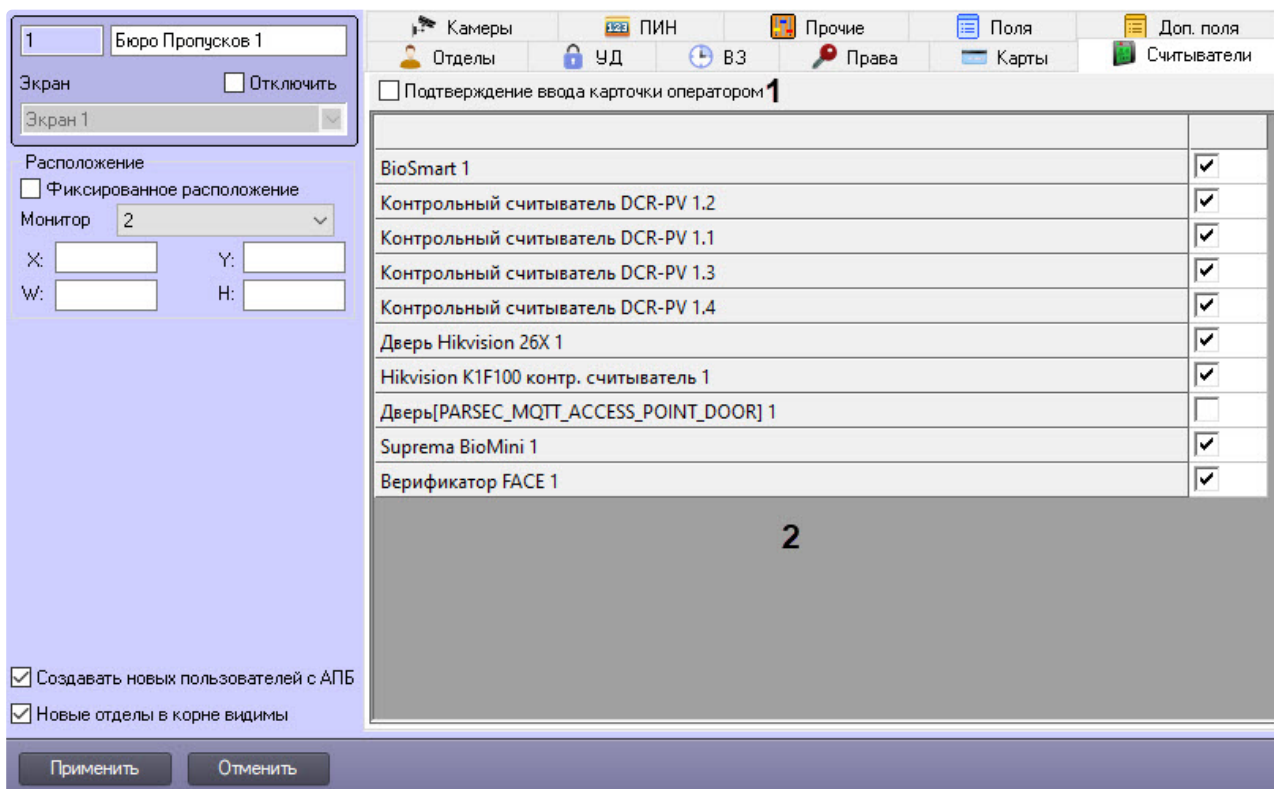 1 Бюро Пропусков 1
Экран Отключить
Экран 1
Расположение
Фиксированное расположение
Монитор 2
X: Y:
W: H:
Создавать новых пользователей с АПБ
Новые отделы в корне видимы
Камеры ПИН Прочие Поля Доп. поля
Отделы УД ВЗ Права Карты Считыватели
Подтверждение ввода карточки оператором 1
BioSmart 1
Контрольный считыватель DCR-PV 1.2
Контрольный считыватель DCR-PV 1.1
Контрольный считыватель DCR-PV 1.3
Контрольный считыватель DCR-PV 1.4
Дверь Hikvision 26X 1
Hikvision K1F100 контр. считыватель 1
Дверь[PARSEC_MQTT_ACCESS_POINT_DOOR] 1
Suprema BioMini 1
Верификатор FACE 1
2
Применить Отменить